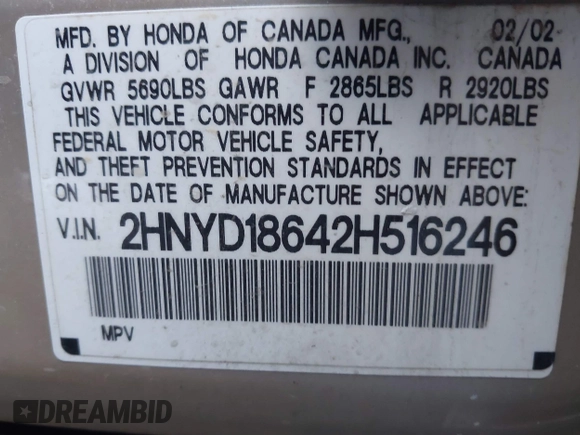 MFD. BY HONDA OF CANADA MFG., 02/02
A DIVISION OF HONDA CANADA INC. CANADA
GVWR 5690LBS GAWR F 2865LBS R 2920LBS
THIS VEHICLE CONFORMS TO ALL APPLICABLE
FEDERAL MOTOR VEHICLE SAFETY,
AND THEFT PREVENTION STANDARDS IN EFFECT
ON THE DATE OF MANUFACTURE SHOWN ABOVE:
V.I.N. 2HNYD18642H516246
MPV
DREAMBID